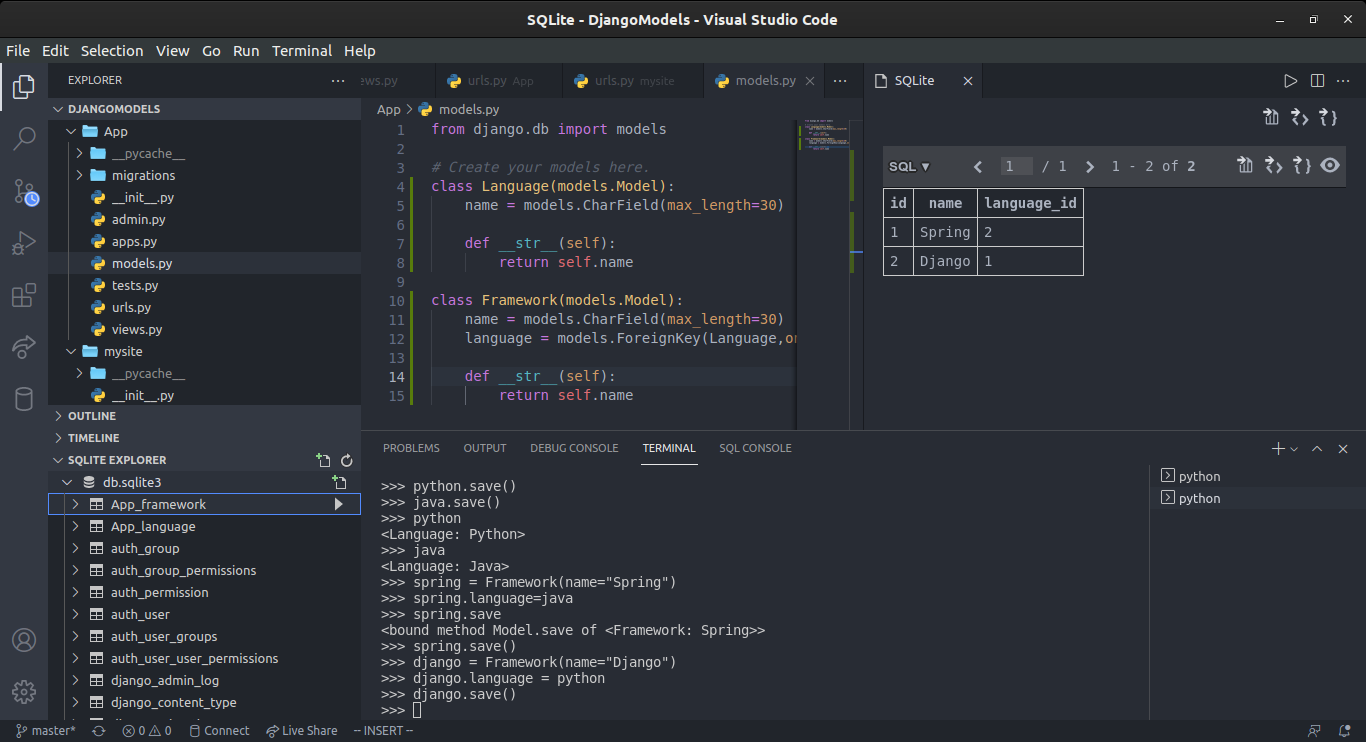 SQLite - DjangoModels - Visual Studio Code
File Edit Selection View Go Run Terminal Help
EXPLORER
DJANGOMODELS
App
__pycache__
migrations
__init__.py
admin.py
apps.py
models.py
tests.py
urls.py
views.py
mysite
__pycache__
__init__.py
OUTLINE
TIMELINE
SQLITE EXPLORER
db.sqlite3
App_framework
App_language
auth_group
auth_group_permissions
auth_permission
auth_user
auth_user_groups
auth_user_user_permissions
django_admin_log
django_content_type
ews.py urls.py App urls.py mysite models.py
App > models.py
1 from django.db import models
2
3 # Create your models here.
4 class Language(models.Model):
5 name = models.CharField(max_length=30)
6
7 def __str__(self):
8 return self.name
9
10 class Framework(models.Model):
11 name = models.CharField(max_length=30)
12 language = models.ForeignKey(Language,on
13
14 def __str__(self):
15 return self.name
SQLite
SQL ▼ < 1 / 1 > 1 - 2 of 2
id name language_id
1 Spring 2
2 Django 1
PROBLEMS OUTPUT DEBUG CONSOLE TERMINAL SQL CONSOLE
>>> python.save()
>>> java.save()
>>> python
<Language: Python>
>>> java
<Language: Java>
>>> spring = Framework(name="Spring")
>>> spring.language=java
>>> spring.save
<bound method Model.save of <Framework: Spring>>
>>> spring.save()
>>> django = Framework(name="Django")
>>> django.language = python
>>> django.save()
>>>
python
python
master* 0 0 Connect Live Share -- INSERT --